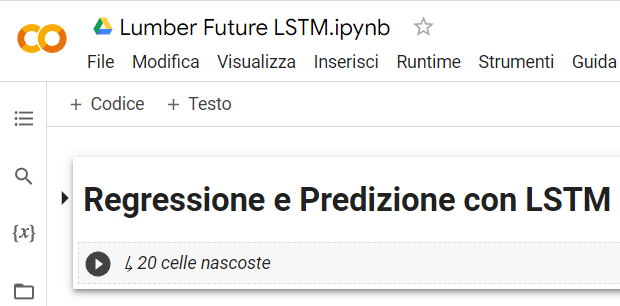 Lumber Future LSTM.ipynb
File Modifica Visualizza Inserisci Runtime Strumenti Guida
+ Codice + Testo
Regressione e Predizione con LSTM
{x}
↳ 20 celle nascoste